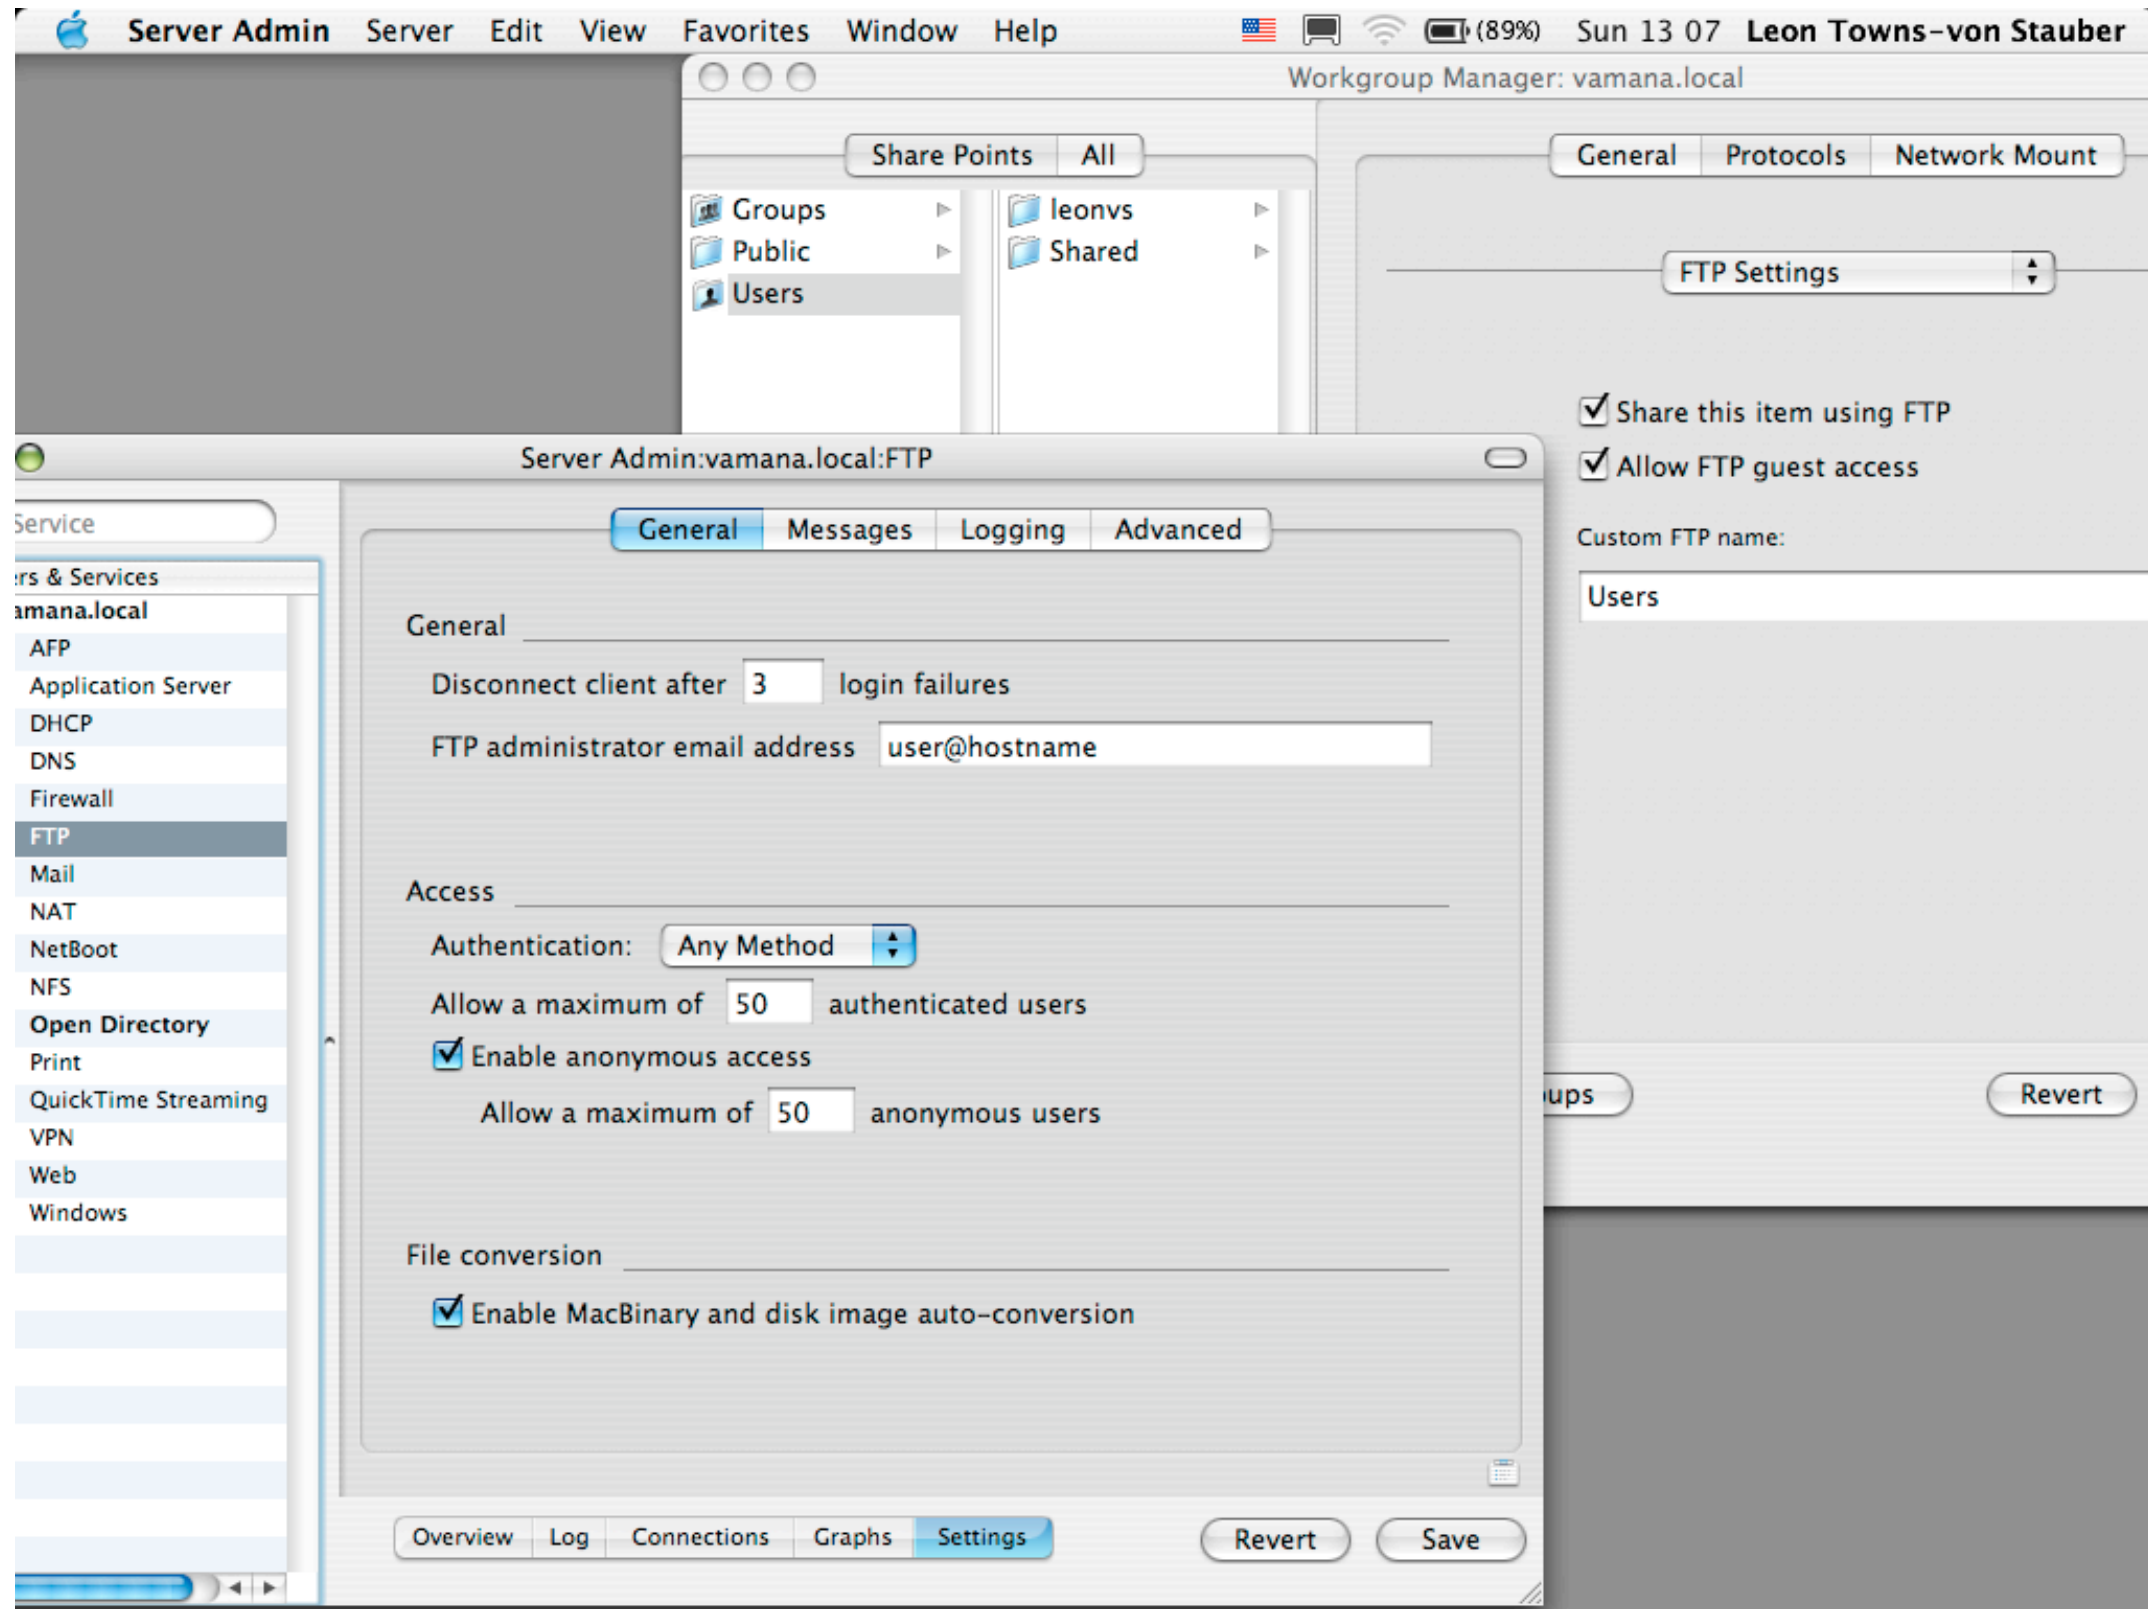 Server Admin Server Edit View Favorites Window Help (89%) Sun 13 07 Leon Towns-von Stauber
Workgroup Manager: vamana.local
Share Points All
General Protocols Network Mount
Groups
Public
Users
leonvs
Shared
FTP Settings
Share this item using FTP
Allow FTP guest access
Custom FTP name:
Users
ups
Revert
Server Admin:vamana.local:FTP
Service
ers & Services
amana.local
AFP
Application Server
DHCP
DNS
Firewall
FTP
Mail
NAT
NetBoot
NFS
Open Directory
Print
QuickTime Streaming
VPN
Web
Windows
General Messages Logging Advanced
General
Disconnect client after 3 login failures
FTP administrator email address user@hostname
Access
Authentication: Any Method
Allow a maximum of 50 authenticated users
Enable anonymous access
Allow a maximum of 50 anonymous users
File conversion
Enable MacBinary and disk image auto-conversion
Overview Log Connections Graphs Settings
Revert Save